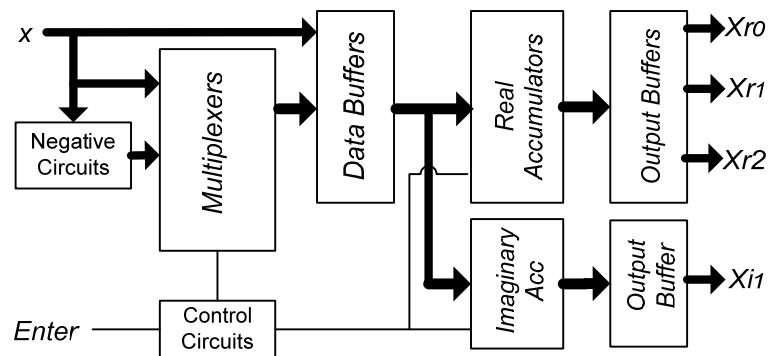 x
Negative
Circuits
Multiplexers
Data Buffers
Real
Accumulators
Output Buffers
Xr0
Xr1
Xr2
Imaginary
Acc
Output
Buffer
Xi1
Enter
Control
Circuits